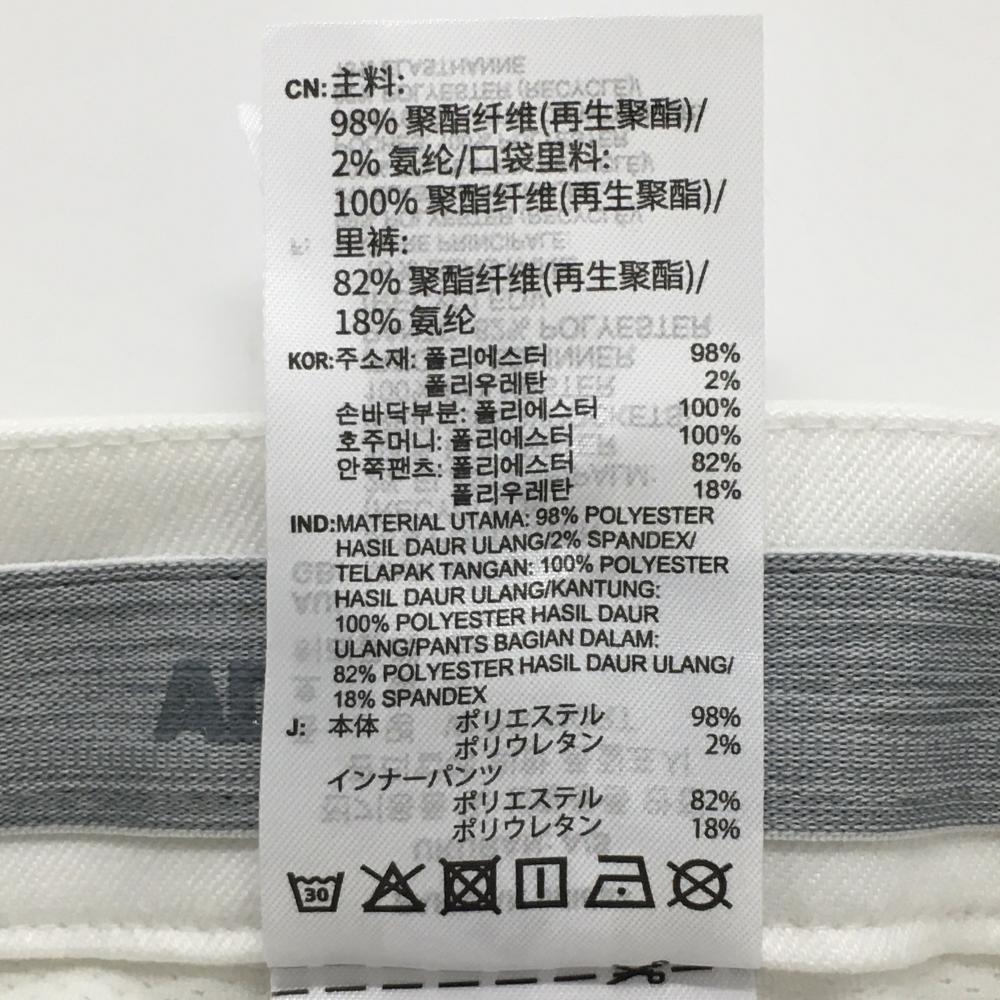 CN:主料:
98% 聚酯纤维(再生聚酯)/
2% 氨纶/口袋里料:
100% 聚酯纤维(再生聚酯)/
里裤:
82% 聚酯纤维(再生聚酯)/
18% 氨纶
KOR:주소재: 폴리에스터 98%
폴리우레탄 2%
손바닥부분: 폴리에스터 100%
호주머니: 폴리에스터 100%
안쪽팬츠: 폴리에스터 82%
폴리우레탄 18%
IND:MATERIAL UTAMA: 98% POLYESTER
HASIL DAUR ULANG/2% SPANDEX/
TELAPAK TANGAN: 100% POLYESTER
HASIL DAUR ULANG/KANTUNG:
100% POLYESTER HASIL DAUR
ULANG/PANTS BAGIAN DALAM:
82% POLYESTER HASIL DAUR ULANG/
18% SPANDEX
J: 本体 ポリエステル 98%
ポリウレタン 2%
インナーパンツ
ポリエステル 82%
ポリウレタン 18%
30